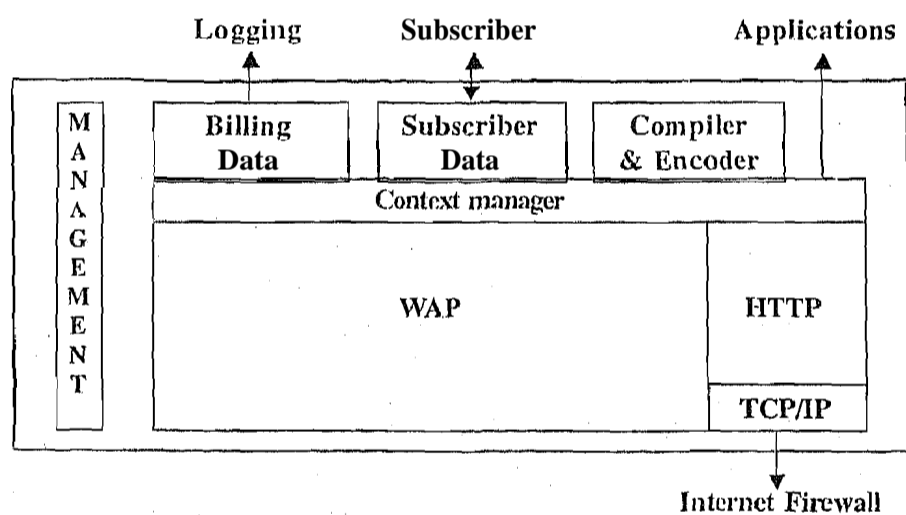 Logging Subscriber Applications
MANAGEMENT
Billing Data
Subscriber Data
Compiler & Encoder
Context manager
WAP
HTTP
TCP/IP
Internet Firewall